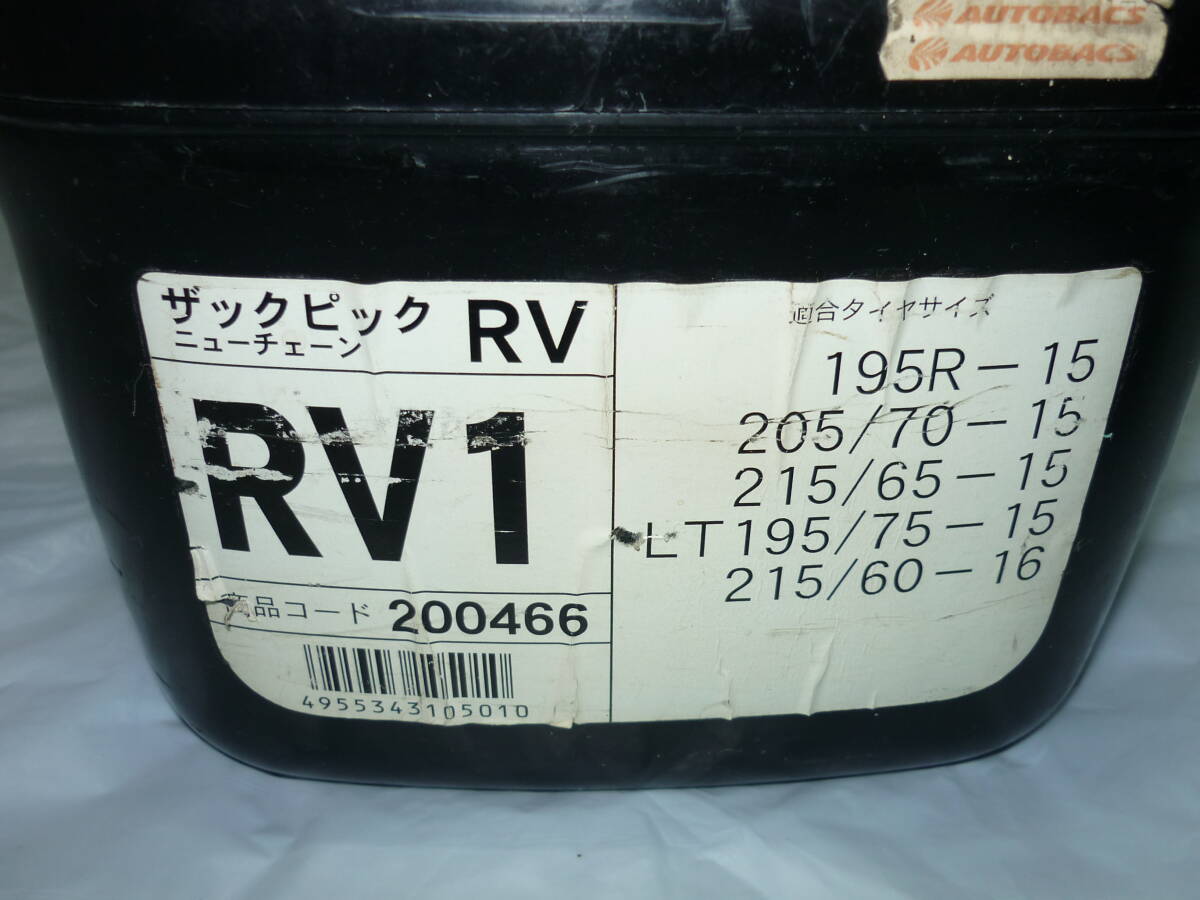 AUTOBACS
AUTOBACS
ザックピック RV
ニューチェーン
RV1
商品コード 200466
4955343105010
適合タイヤサイズ
195R-15
205/70-15
215/65-15
LT195/75-15
215/60-16